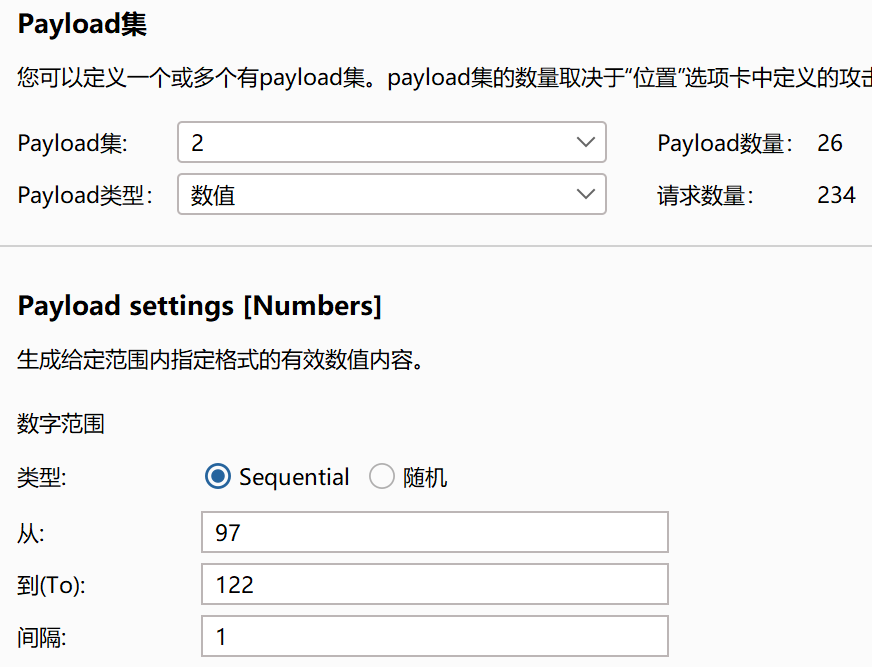 Payload集
您可以定义一个或多个有payload集。payload集的数量取决于“位置”选项卡中定义的攻
Payload集: 2 Payload数量: 26
Payload类型: 数值 请求数量: 234
Payload settings [Numbers]
生成给定范围内指定格式的有效数值内容。
数字范围
类型: Sequential 随机
从: 97
到(To): 122
间隔: 1